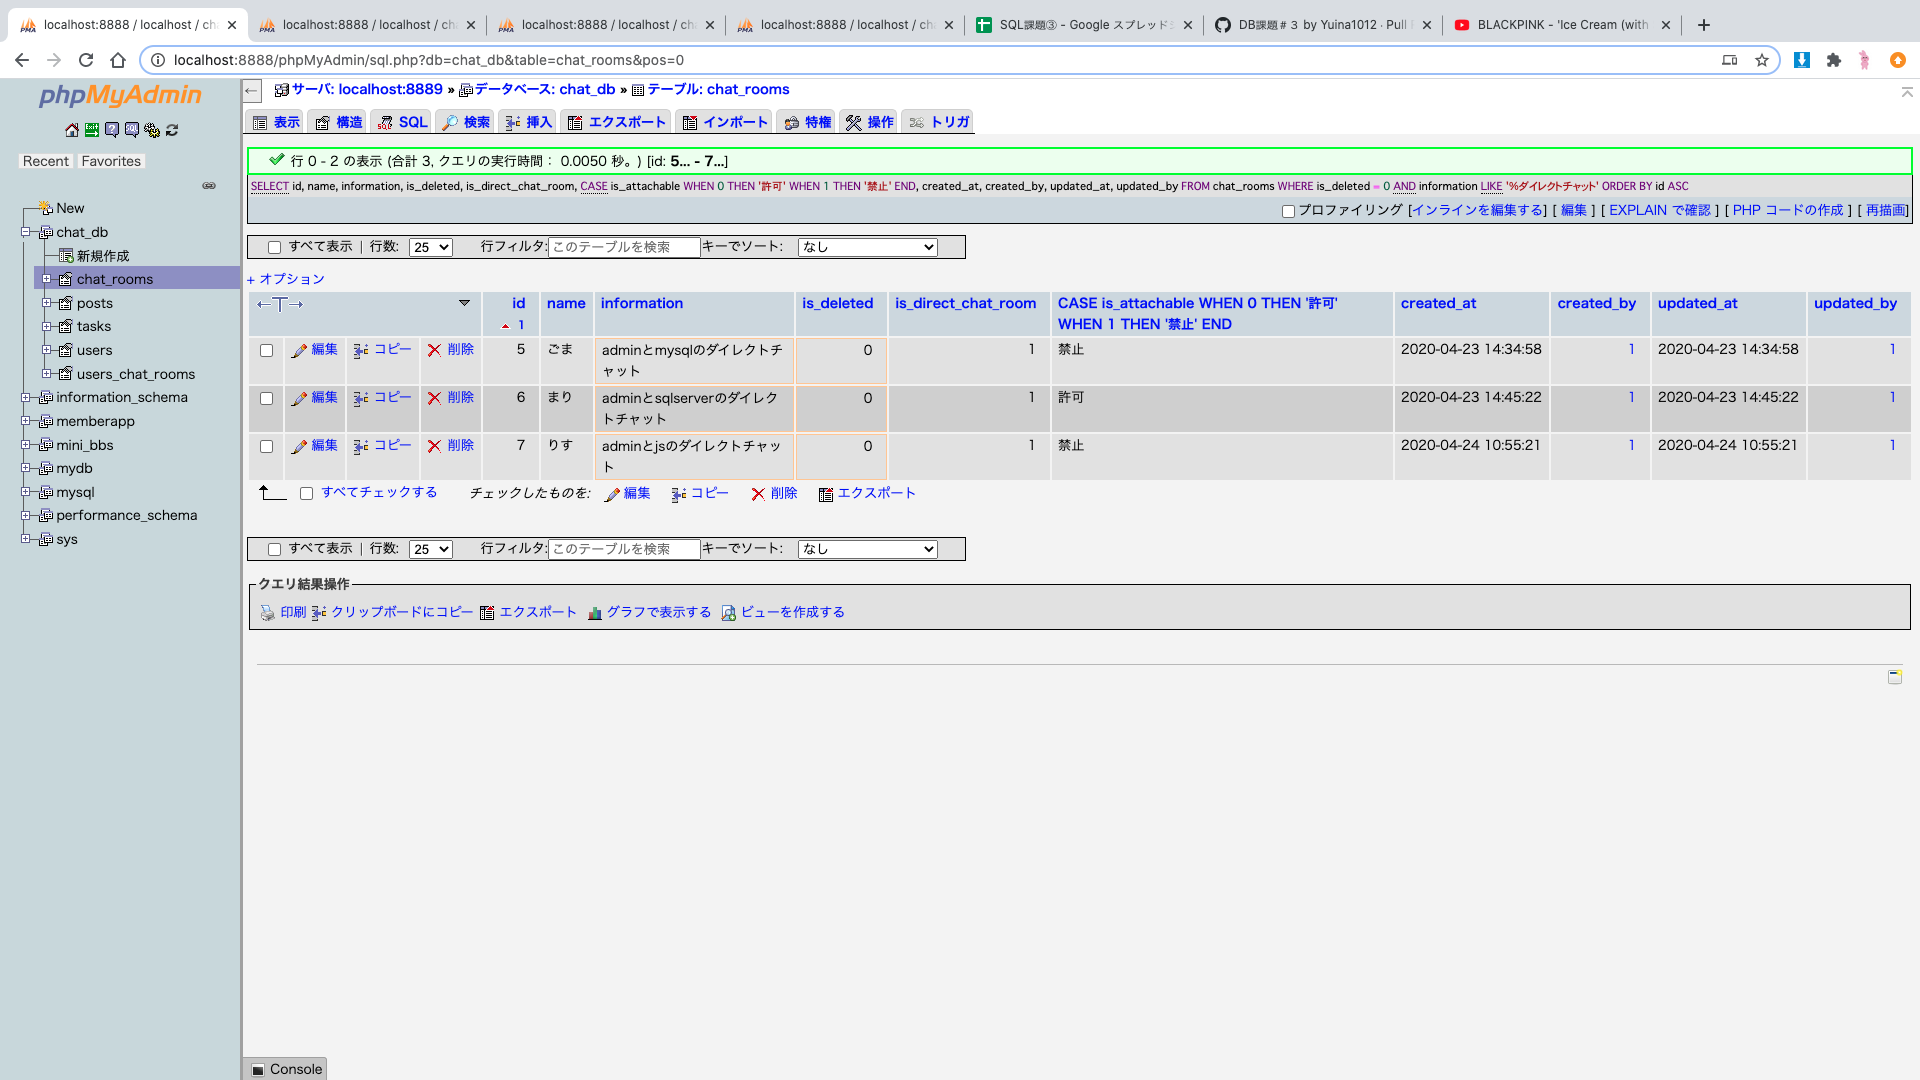 localhost:8888 / localhost / ch
localhost:8888 / localhost / ch
localhost:8888 / localhost / ch
localhost:8888 / localhost / ch
SQL課題③ - Google スプレッド
DB課題＃３ by Yuina1012 · Pull
BLACKPINK - 'Ice Cream (with
localhost:8888/phpMyAdmin/sql.php?db=chat_db&table=chat_rooms&pos=0
phpMyAdmin
Recent
Favorites
New
chat_db
新規作成
chat_rooms
posts
tasks
users
users_chat_rooms
information_schema
memberapp
mini_bbs
mydb
mysql
performance_schema
sys
サーバ: localhost:8889 » データベース: chat_db » テーブル: chat_rooms
表示 構造 SQL 検索 挿入 エクスポート インポート 特権 操作 トリガ
行 0 - 2 の表示 (合計 3, クエリの実行時間： 0.0050 秒。) [id: 5... - 7...]
SELECT id, name, information, is_deleted, is_direct_chat_room, CASE is_attachable WHEN 0 THEN '許可' WHEN 1 THEN '禁止' END, created_at, created_by, updated_at, updated_by FROM chat_rooms WHERE is_deleted = 0 AND information LIKE '%ダイレクトチャット' ORDER BY id ASC
プロファイリング [インラインを編集する] [ 編集 ] [ EXPLAIN で確認 ] [ PHP コードの作成 ] [ 再描画]
すべて表示 | 行数: 25 行フィルタ: このテーブルを検索 キーでソート: なし
+ オプション
←T→ id 1 name information is_deleted is_direct_chat_room CASE is_attachable WHEN 0 THEN '許可' WHEN 1 THEN '禁止' END created_at created_by updated_at updated_by
編集 コピー 削除 5 ごま adminとmysqlのダイレクトチャット 0 1 禁止 2020-04-23 14:34:58 1 2020-04-23 14:34:58 1
編集 コピー 削除 6 まり adminとsqlserverのダイレクトチャット 0 1 許可 2020-04-23 14:45:22 1 2020-04-23 14:45:22 1
編集 コピー 削除 7 りす adminとjsのダイレクトチャット 0 1 禁止 2020-04-24 10:55:21 1 2020-04-24 10:55:21 1
すべてチェックする チェックしたものを: 編集 コピー 削除 エクスポート
すべて表示 | 行数: 25 行フィルタ: このテーブルを検索 キーでソート: なし
クエリ結果操作
印刷 クリップボードにコピー エクスポート グラフで表示する ビューを作成する
Console